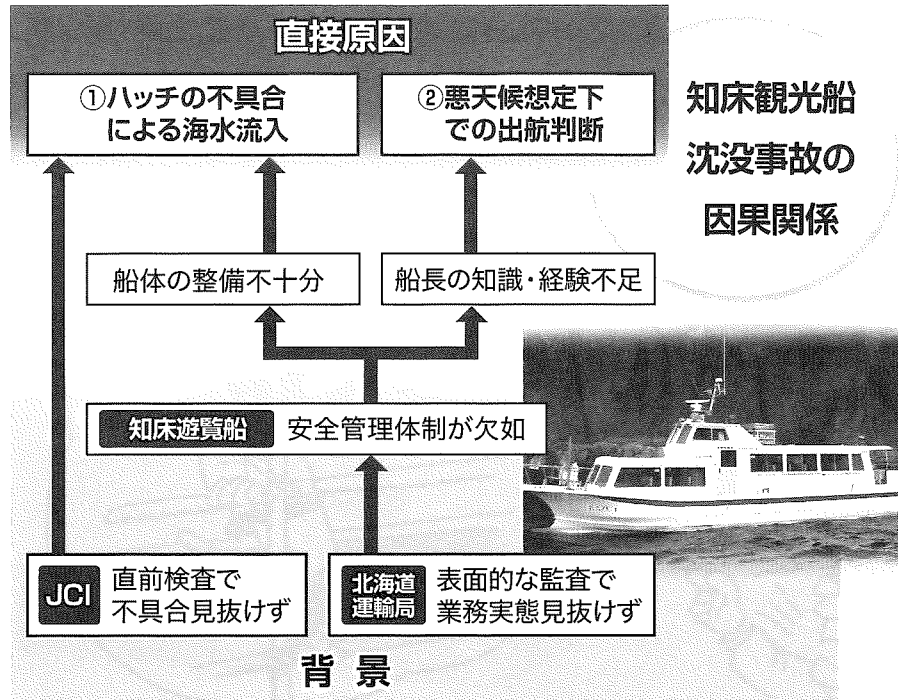 直接原因
①ハッチの不具合
による海水流入
②悪天候想定下
での出航判断
知床観光船
沈没事故の
因果関係
船体の整備不十分
船長の知識・経験不足
知床遊覧船 安全管理体制が欠如
JCI
直前検査で
不具合見抜けず
北海道
運輸局
表面的な監査で
業務実態見抜けず
背景